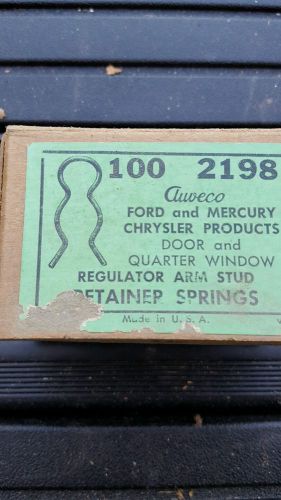 100 2198
Auveco
FORD and MERCURY
CHRYSLER PRODUCTS
DOOR and
QUARTER WINDOW
REGULATOR ARM STUD
RETAINER SPRINGS
Made in U. S. A.